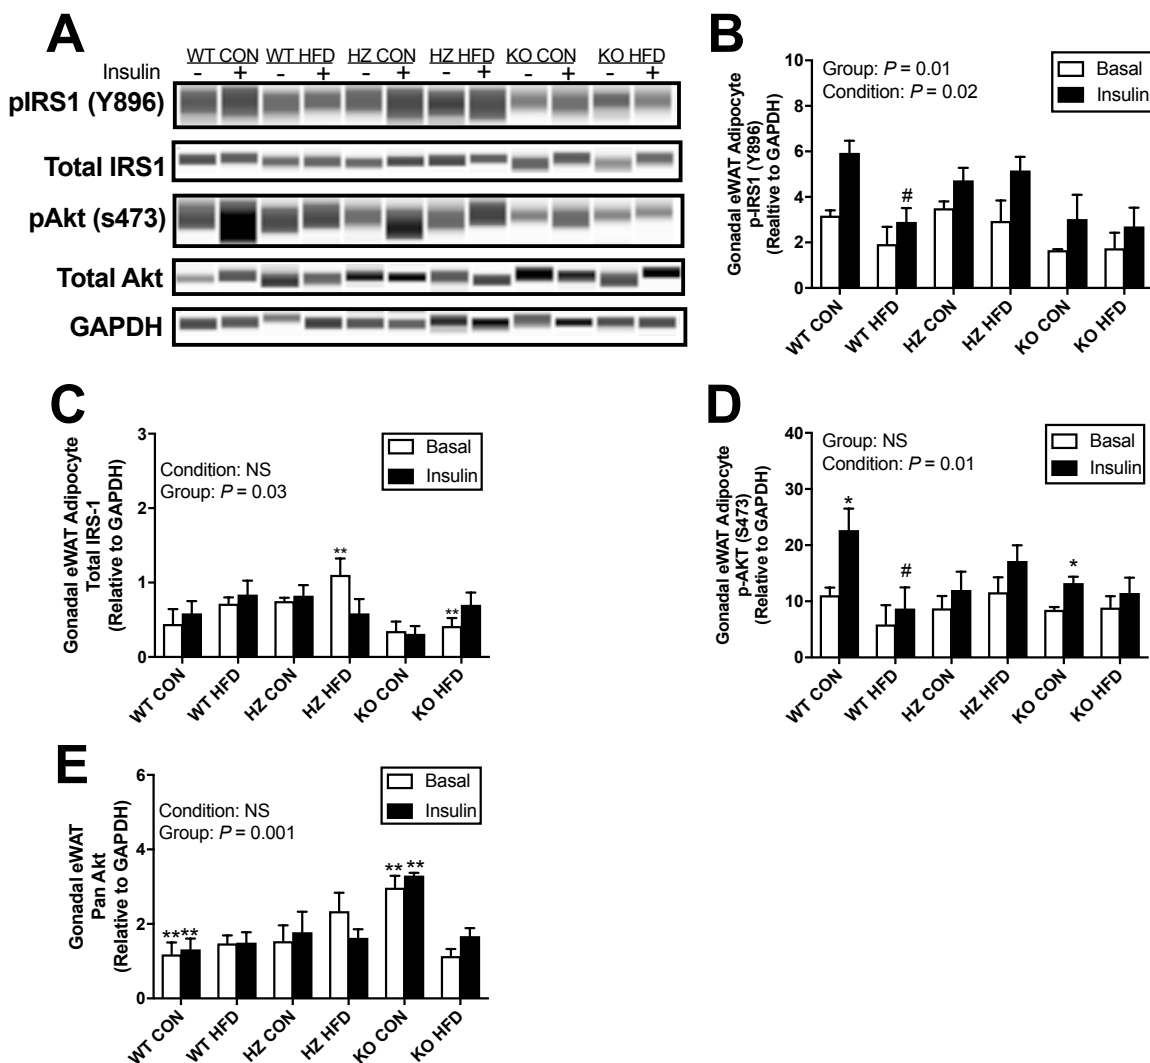 A
WT CON WT HFD HZ CON HZ HFD KO CON KO HFD
Insulin - + - + - + - + - + - +
pIRS1 (Y896)
Total IRS1
pAkt (s473)
Total Akt
GAPDH
B
Gonadal eWAT Adipocyte
p-IRS1 (Y896)
(Realtive to GAPDH)
10
8
6
4
2
0
Group: P = 0.01
Condition: P = 0.02
Basal
Insulin
#
WT CON
WT HFD
HZ CON
HZ HFD
KO CON
KO HFD
C
Gonadal eWAT Adipocyte
Total IRS-1
(Relative to GAPDH)
3
2
1
0
Condition: NS
Group: P = 0.03
Basal
Insulin
**
**
WT CON
WT HFD
HZ CON
HZ HFD
KO CON
KO HFD
D
Gonadal eWAT Adipocyte
p-AKT (S473)
(Relative to GAPDH)
40
30
20
10
0
Group: NS
Condition: P = 0.01
Basal
Insulin
*
#
*
WT CON
WT HFD
HZ CON
HZ HFD
KO CON
KO HFD
E
Gonadal eWAT
Pan Akt
(Relative to GAPDH)
6
4
2
0
Condition: NS
Group: P = 0.001
Basal
Insulin
** **
** **
WT CON
WT HFD
HZ CON
HZ HFD
KO CON
KO HFD